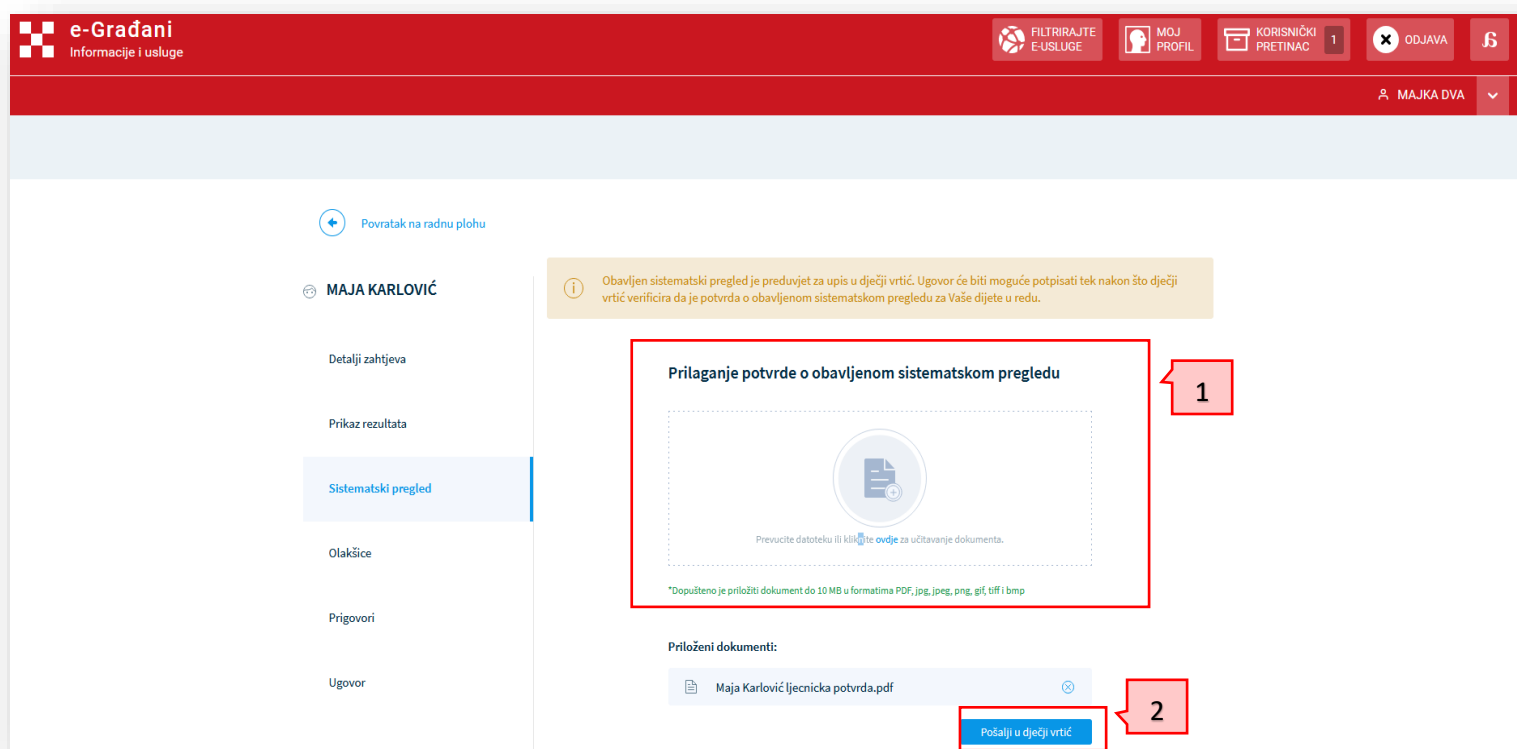 e-Građani
Informacije i usluge
FILTRIRAJTE
E-USLUGE
MOJ
PROFIL
KORISNIČKI
PRETINAC
1
ODJAVA
MAJKA DVA
Povratak na radnu plohu
MAJA KARLOVIĆ
Obavljen sistematski pregled je preduvjet za upis u dječji vrtić. Ugovor će biti moguće potpisati tek nakon što dječji
vrtić verificira da je potvrda o obavljenom sistematskom pregledu za Vaše dijete u redu.
Detalji zahtjeva
Prikaz rezultata
Sistematski pregled
Olakšice
Prigovori
Ugovor
Prilaganje potvrde o obavljenom sistematskom pregledu
1
Prevucite datoteku ili kliknite ovdje za učitavanje dokumenta.
*Dopušteno je priložiti dokument do 10 MB u formatima PDF, jpg, jpeg, png, gif, tiff i bmp
Priloženi dokumenti:
Maja Karlović ljecnicka potvrda.pdf
2
Pošalji u dječji vrtić